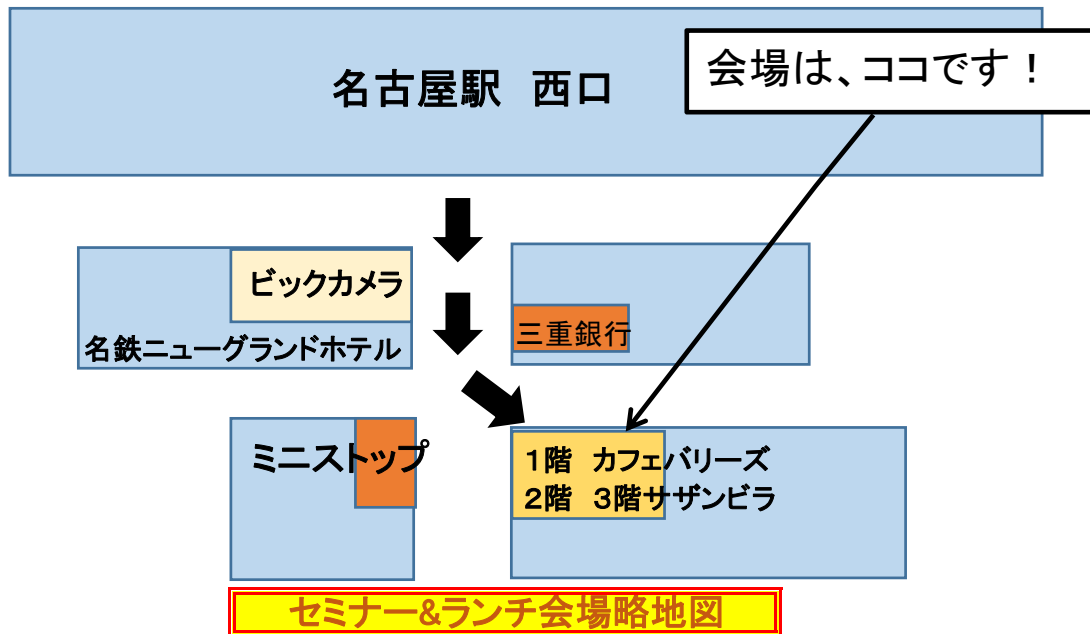 名古屋駅　西口
会場は、ココです！
ビックカメラ
名鉄ニューグランドホテル
三重銀行
ミニストップ
１階　カフェバリーズ
２階　３階サザンビラ
セミナー&ランチ会場略地図